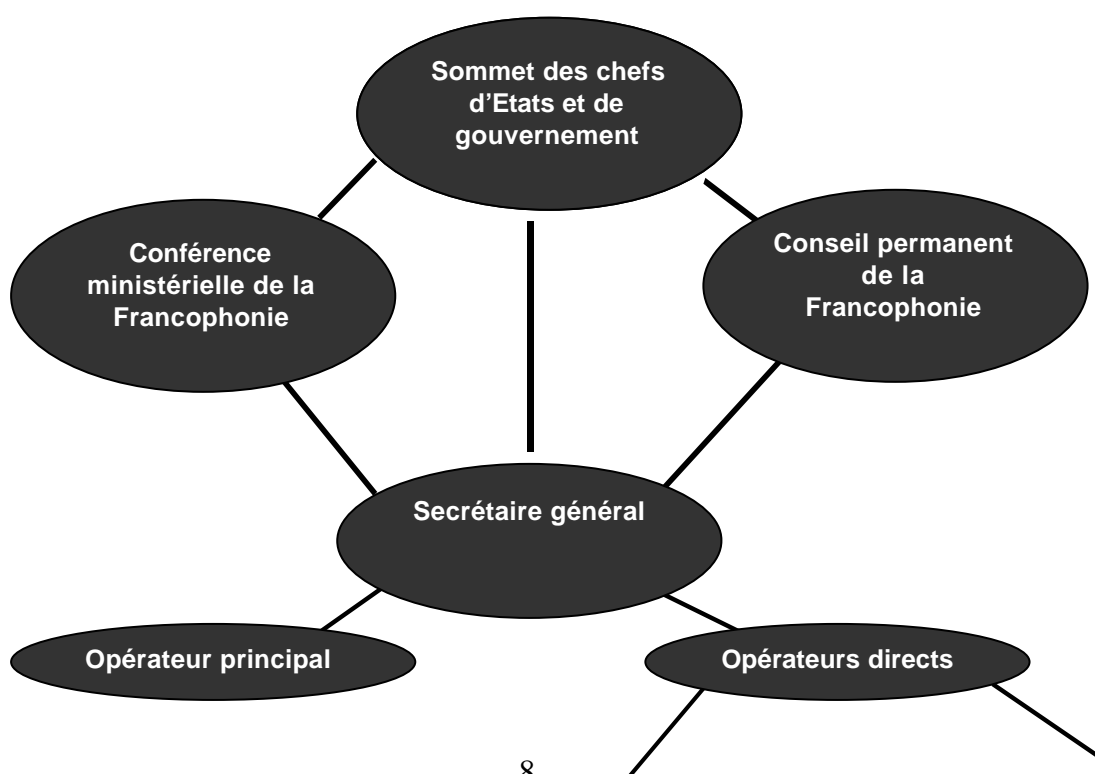 Sommet des chefs
d'Etats et de
gouvernement
Conférence
ministérielle de la
Francophonie
Conseil permanent
de la
Francophonie
Secrétaire général
Opérateur principal
Opérateurs directs
8